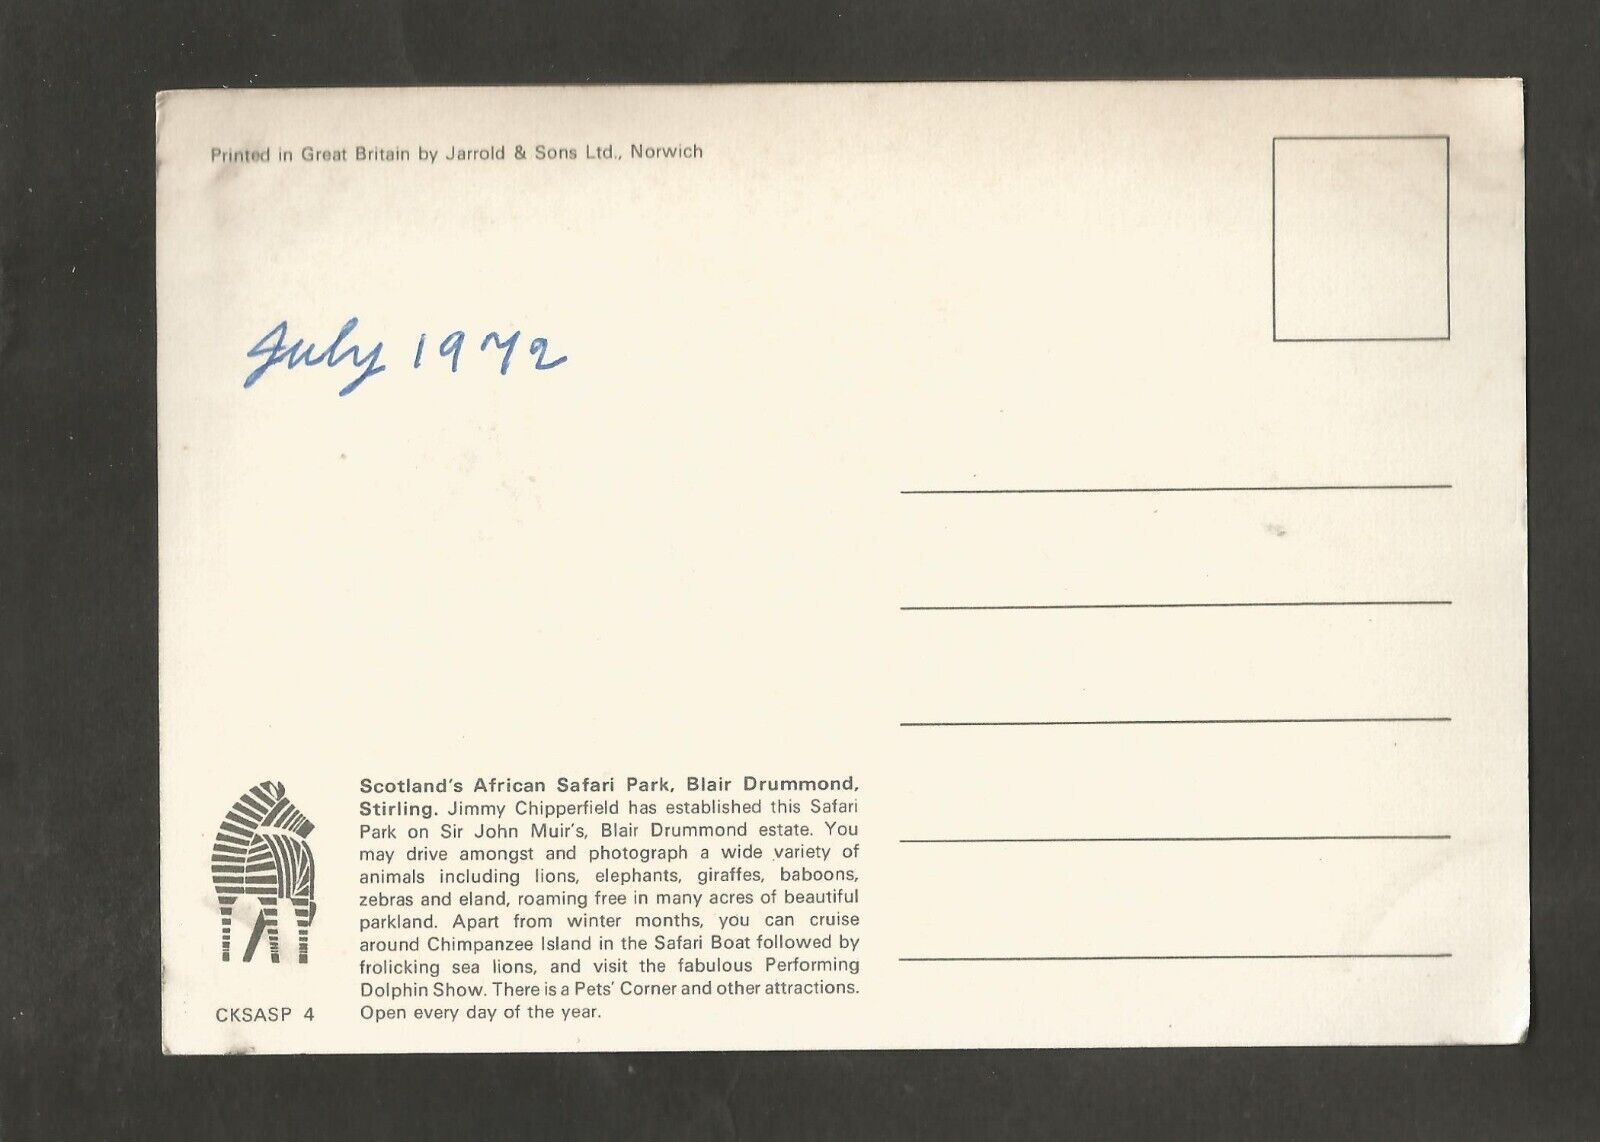 Printed in Great Britain by Jarrold & Sons Ltd., Norwich
July 1972
Scotland's African Safari Park, Blair Drummond,
Stirling. Jimmy Chipperfield has established this Safari
Park on Sir John Muir's, Blair Drummond estate. You
may drive amongst and photograph a wide variety of
animals including lions, elephants, giraffes, baboons,
zebras and eland, roaming free in many acres of beautiful
parkland. Apart from winter months, you can cruise
around Chimpanzee Island in the Safari Boat followed by
frolicking sea lions, and visit the fabulous Performing
Dolphin Show. There is a Pets' Corner and other attractions.
Open every day of the year.
CKSASP 4